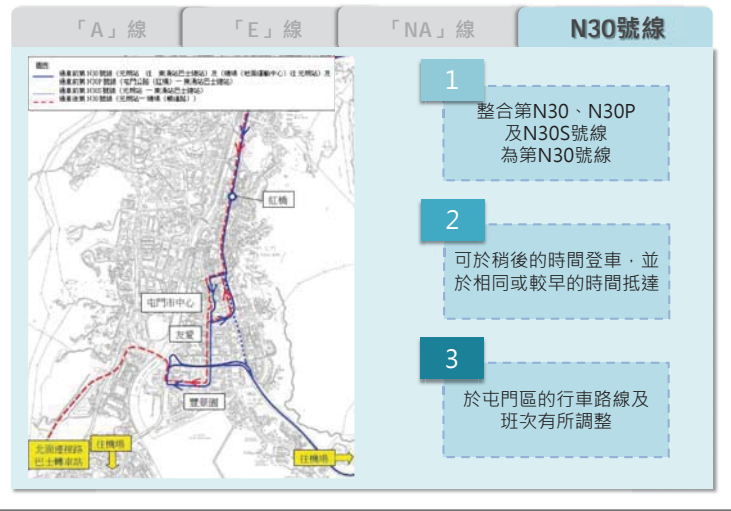 「A」線
「E」線
「NA」線
N30號線
1
整合第N30、N30P
及N30S號線
為第N30號線
2
可於稍後的時間登車，並
於相同或較早的時間抵達
3
於屯門區的行車路線及
班次有所調整
紅橋
屯門市中心
友愛
豐景園
北面連接路
巴士轉車站
往機場
往機場